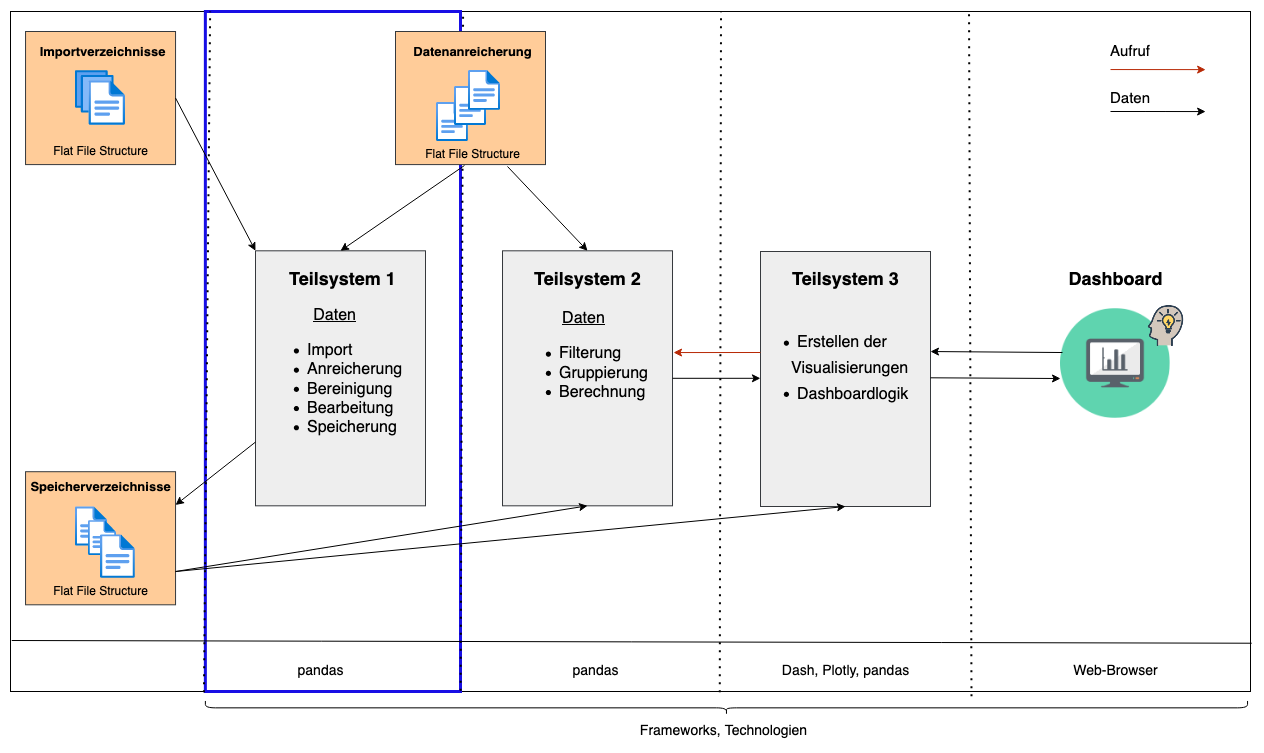 Importverzeichnisse
Flat File Structure
Datenanreicherung
Flat File Structure
Aufruf
Daten
Teilsystem 1
Daten
• Import
• Anreicherung
• Bereinigung
• Bearbeitung
• Speicherung
Teilsystem 2
Daten
• Filterung
• Gruppierung
• Berechnung
Teilsystem 3
• Erstellen der
Visualisierungen
• Dashboardlogik
Dashboard
Speicherverzeichnisse
Flat File Structure
pandas
pandas
Dash, Plotly, pandas
Web-Browser
Frameworks, Technologien